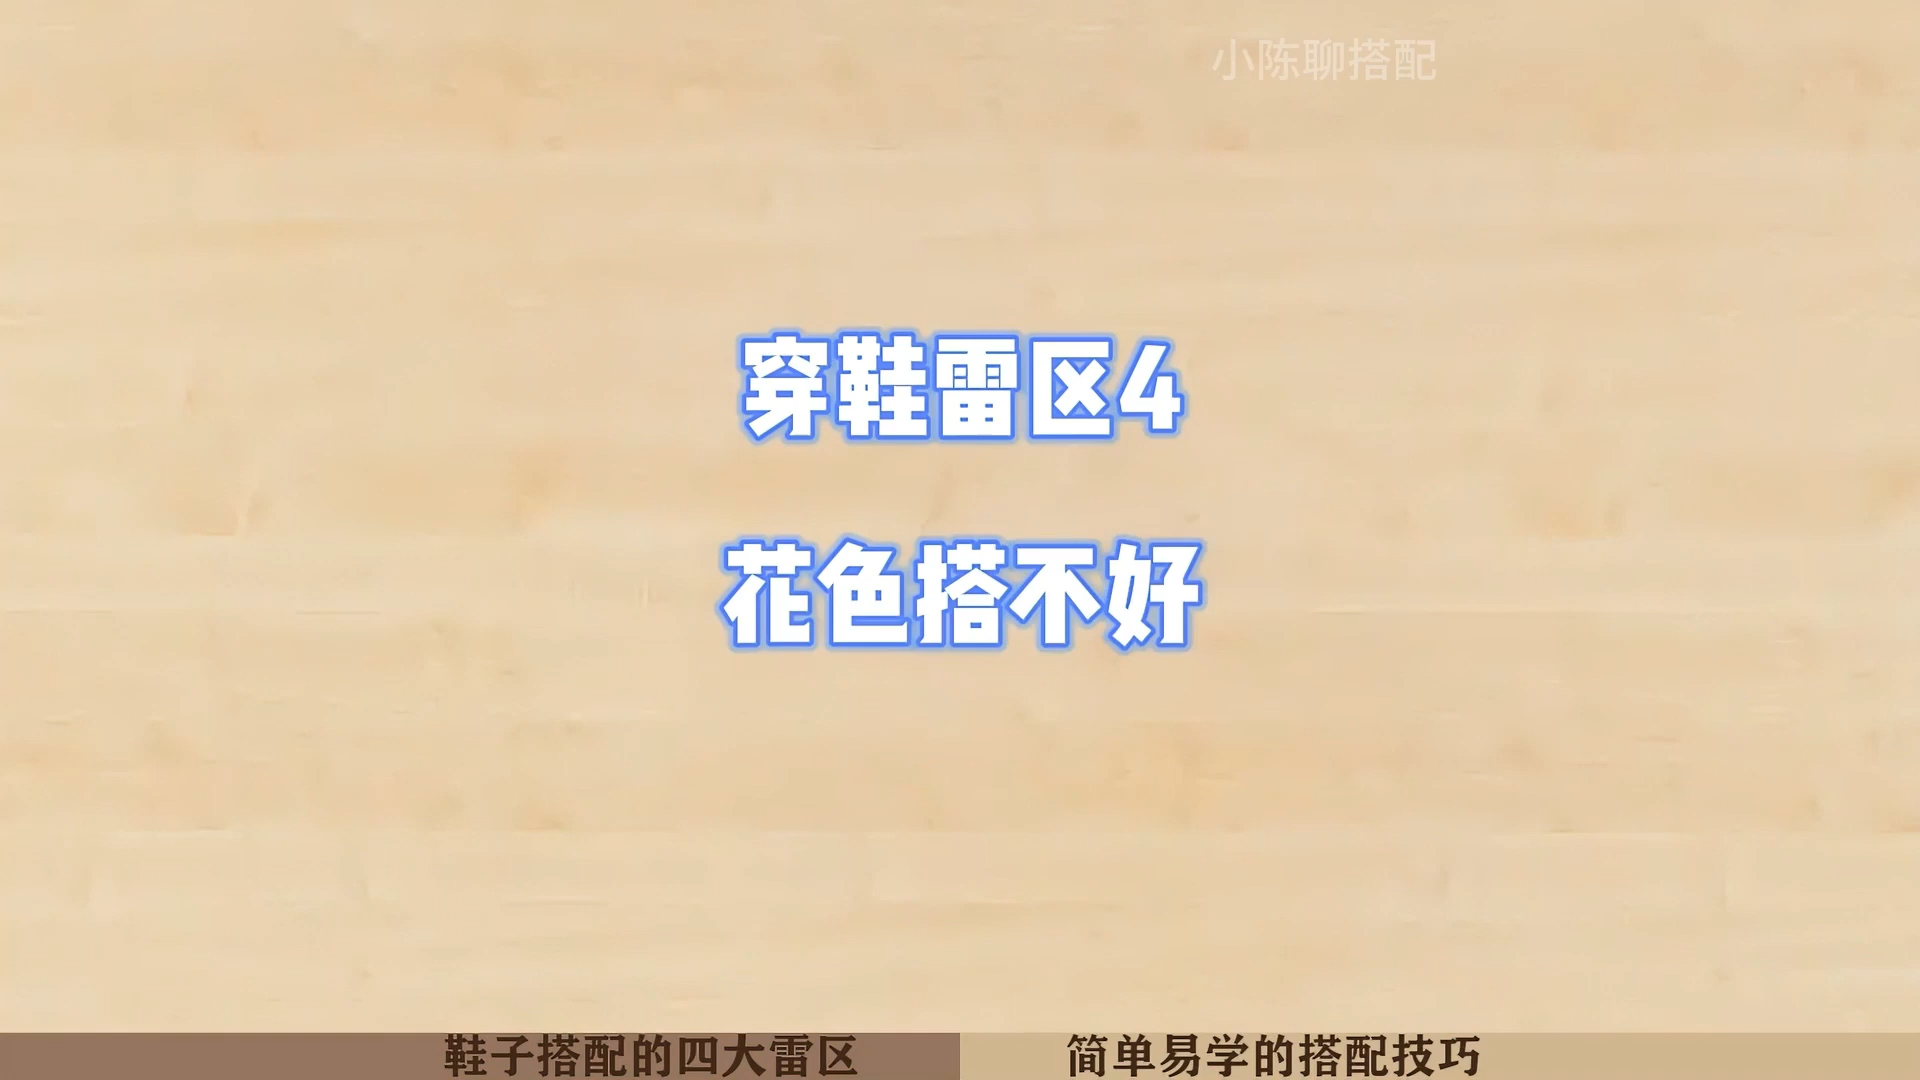 小陈聊搭配
穿鞋雷区4
花色搭不好
鞋子搭配的四大雷区
简单易学的搭配技巧